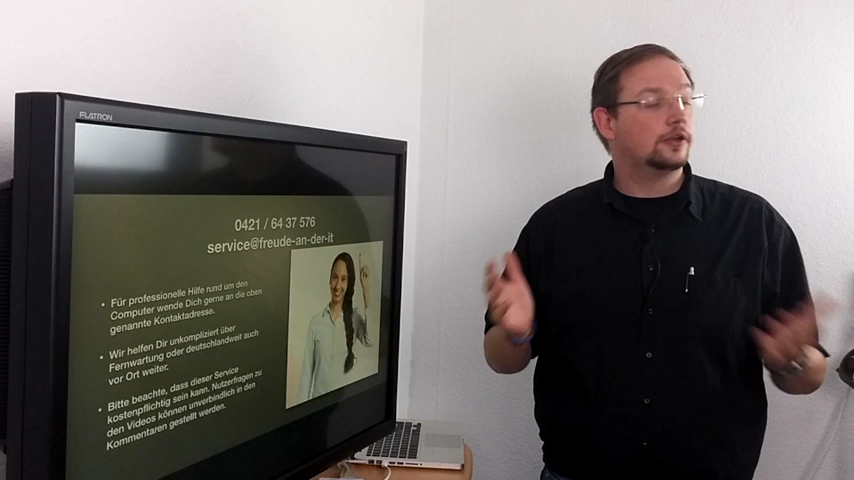 FLATRON
0421 / 64 37 576
service@freude-an-der-it
• Für professionelle Hilfe rund um den
Computer wende Dich gerne an die oben
genannte Kontaktadresse.
• Wir helfen Dir unkompliziert über
Fernwartung oder deutschlandweit auch
vor Ort weiter.
• Bitte beachte, dass dieser Service
kostenpflichtig sein kann. Nutzerfragen zu
den Videos können unverbindlich in den
Kommentaren gestellt werden.